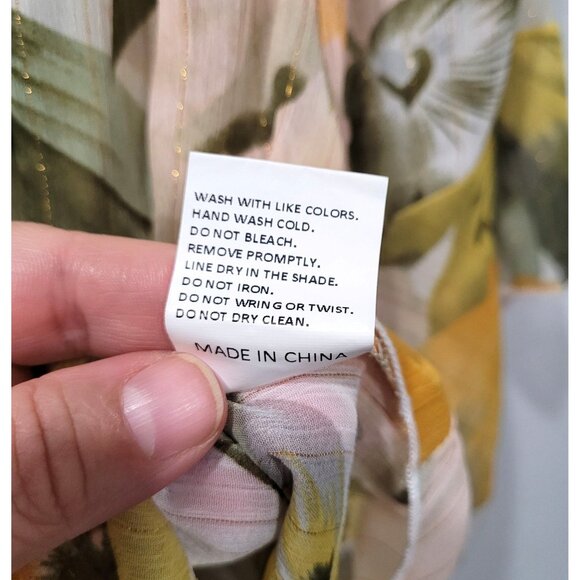 WASH WITH LIKE COLORS.
HAND WASH COLD.
DO NOT BLEACH.
REMOVE PROMPTLY.
LINE DRY IN THE SHADE.
DO NOT IRON.
DO NOT WRING OR TWIST.
DO NOT DRY CLEAN.
MADE IN CHINA